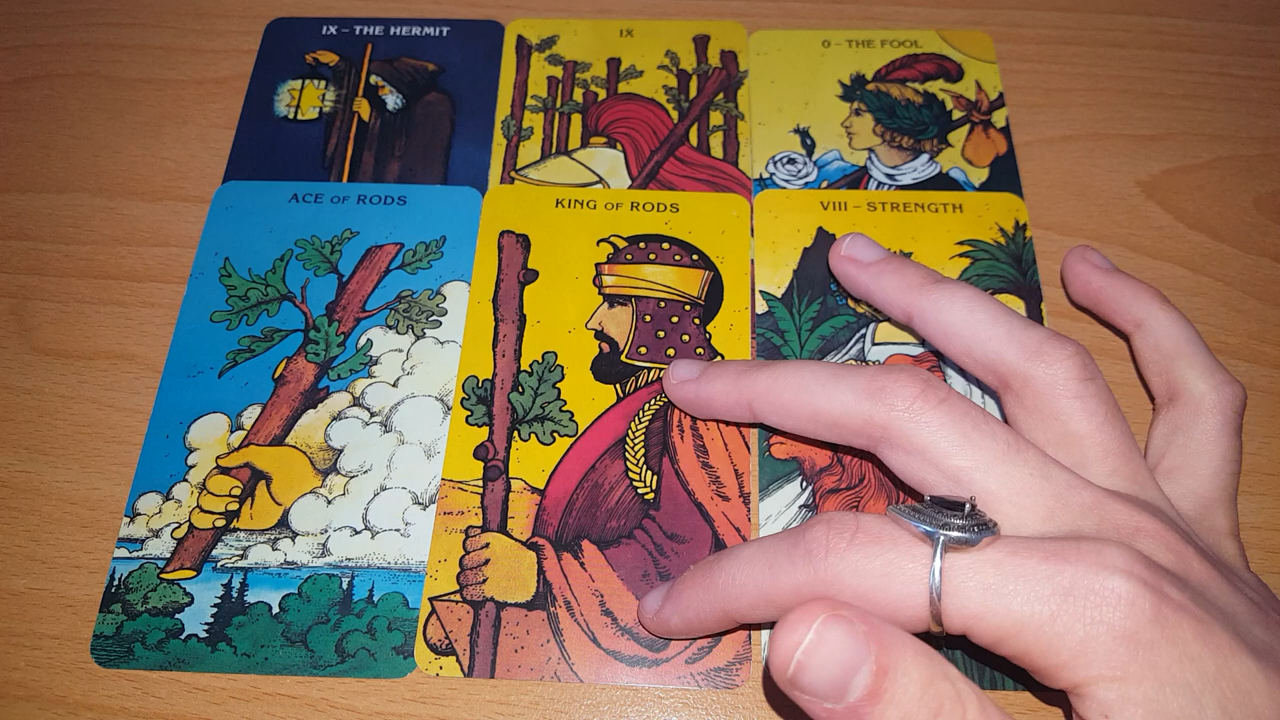 IX – THE HERMIT
IX
0 – THE FOOL
ACE OF RODS
KING OF RODS
VIII – STRENGTH